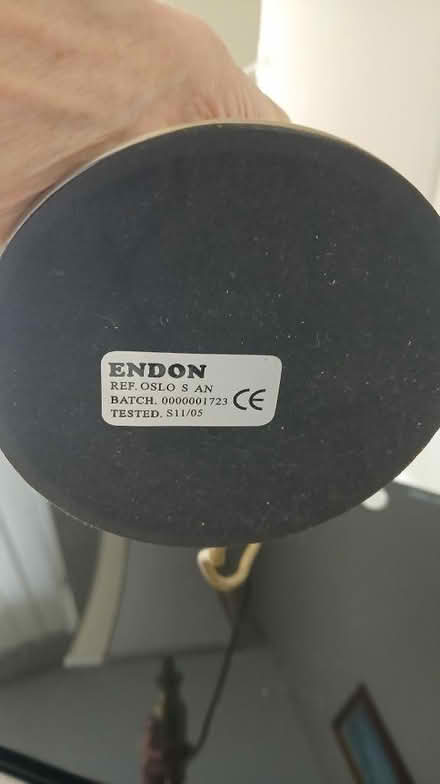 ENDON
REF. OSLO S AN
BATCH. 0000001723
TESTED. S11/05
CE